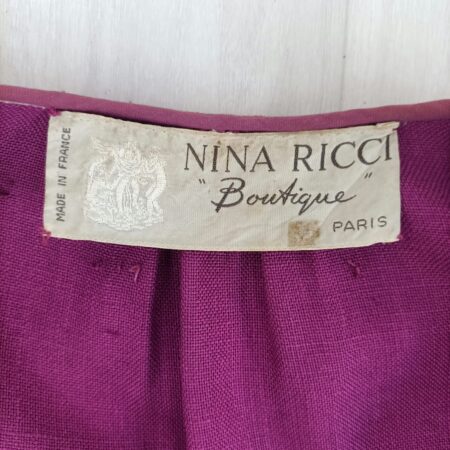 MADE IN FRANCE
NINA RICCI
"Boutique"
PARIS